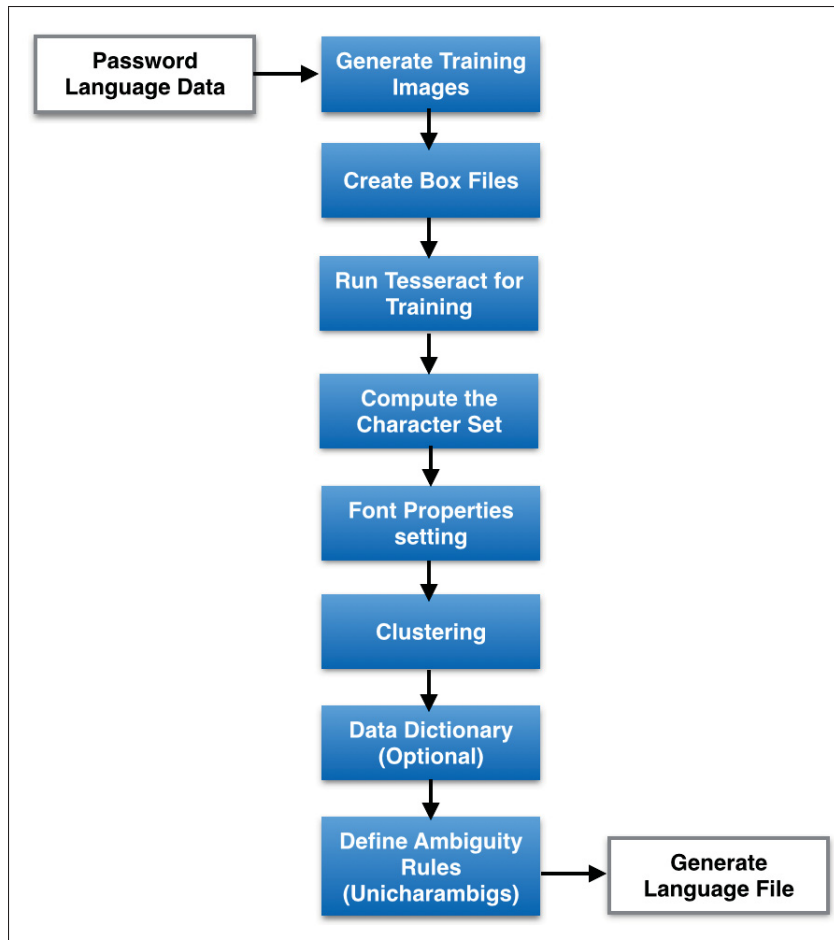 Password
Language Data
Generate Training
Images
Create Box Files
Run Tesseract for
Training
Compute the
Character Set
Font Properties
setting
Clustering
Data Dictionary
(Optional)
Define Ambiguity
Rules
(Unicharambigs)
Generate
Language File